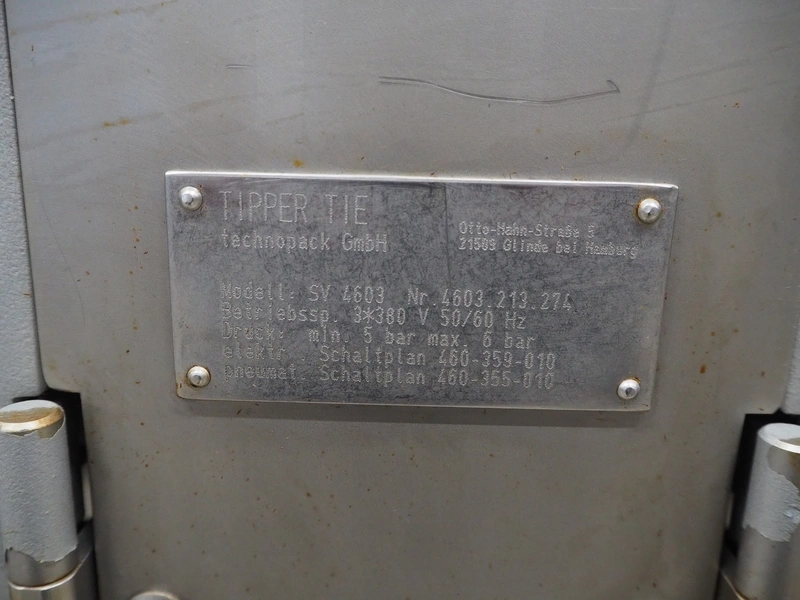 TIPPER TIE
technopack GmbH
Otto-Hahn-Straße 5
21509 Glinde bei Hamburg
Modell: SV 4603 Nr.4603.213.274
Betriebssp. 3*380 V 50/60 Hz
Druck: min. 5 bar max. 6 bar
elektr. Schaltplan 460-359-010
pneumat. Schaltplan 460-355-010